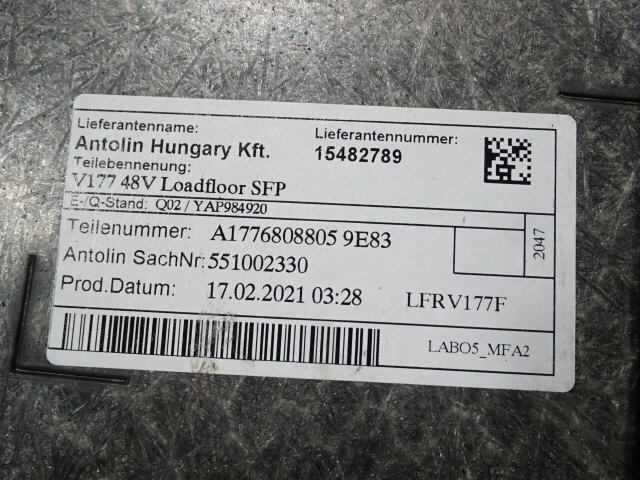 Lieferantenname: Lieferantennummer:
Antolin Hungary Kft. 15482789
Teilebennenung:
V177 48V Loadfloor SFP
E-/Q-Stand: Q02 / YAP984920
Teilenummer: A1776808805 9E83
2047
Antolin SachNr: 551002330
Prod.Datum: 17.02.2021 03:28 LFRV177F
LABO5_MFA2